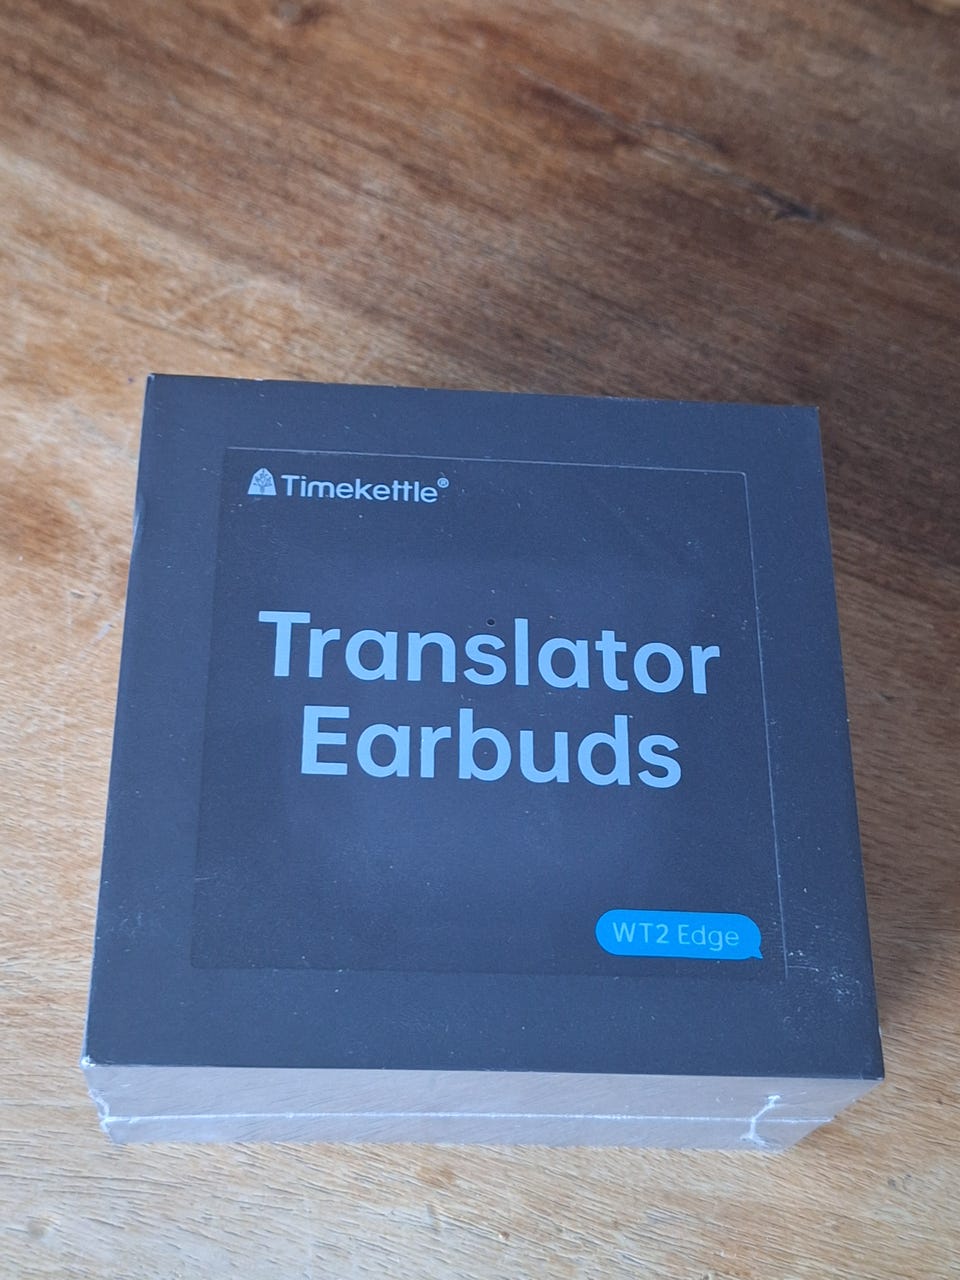 Timekettle®
Translator
Earbuds
WT2 Edge